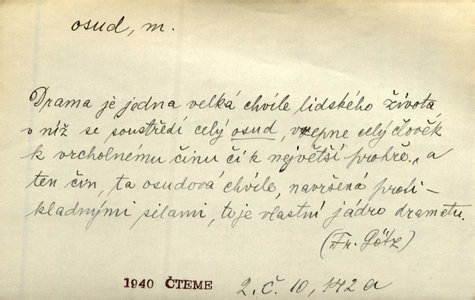 osud, m.
Drama je jedna velká chvíle lidského života,
v níž se soustředí celý osud, vzepne celý člověk
k vrcholnému činu či k největší prohře, a
ten čin, ta osudová chvíle, navršená proti-
kladnými silami, to je vlastní jádro dramatu.
(Fr. Götz)
1940 ČTEME 2. č. 10, 142 a